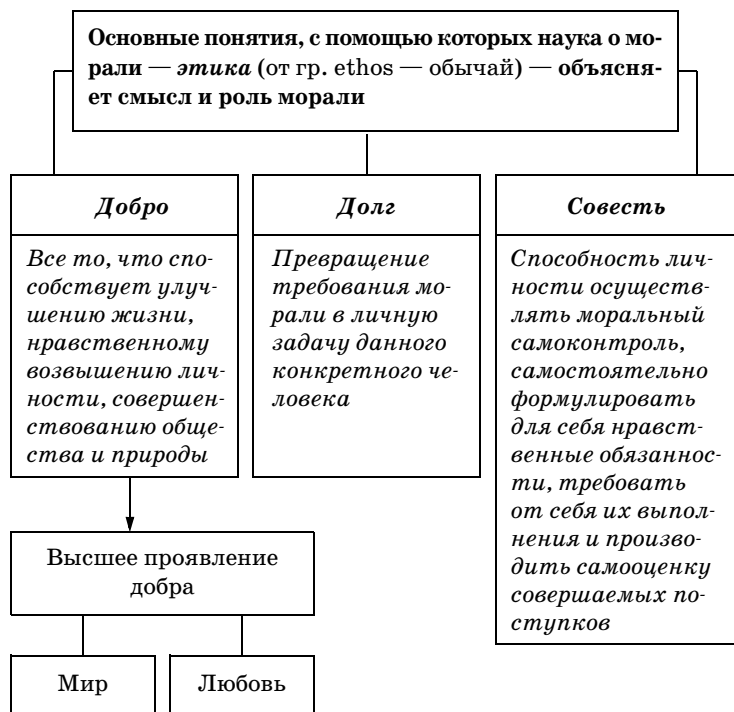 Основные понятия, с помощью которых наука о мо-
рали — этика (от гр. ethos — обычай) — объясня-
ет смысл и роль морали
Добро
Все то, что спо-
собствует улуч-
шению жизни,
нравственному
возвышению лич-
ности, совершен-
ствованию обще-
ства и природы
Высшее проявление
добра
Мир
Любовь
Долг
Превращение
требования мо-
рали в личную
задачу данного
конкретного че-
ловека
Совесть
Способность лич-
ности осуществ-
лять моральный
самоконтроль,
самостоятельно
формулировать
для себя нравст-
венные обязаннос-
ти, требовать
от себя их выпол-
нения и произво-
дить самооценку
совершаемых по-
ступков